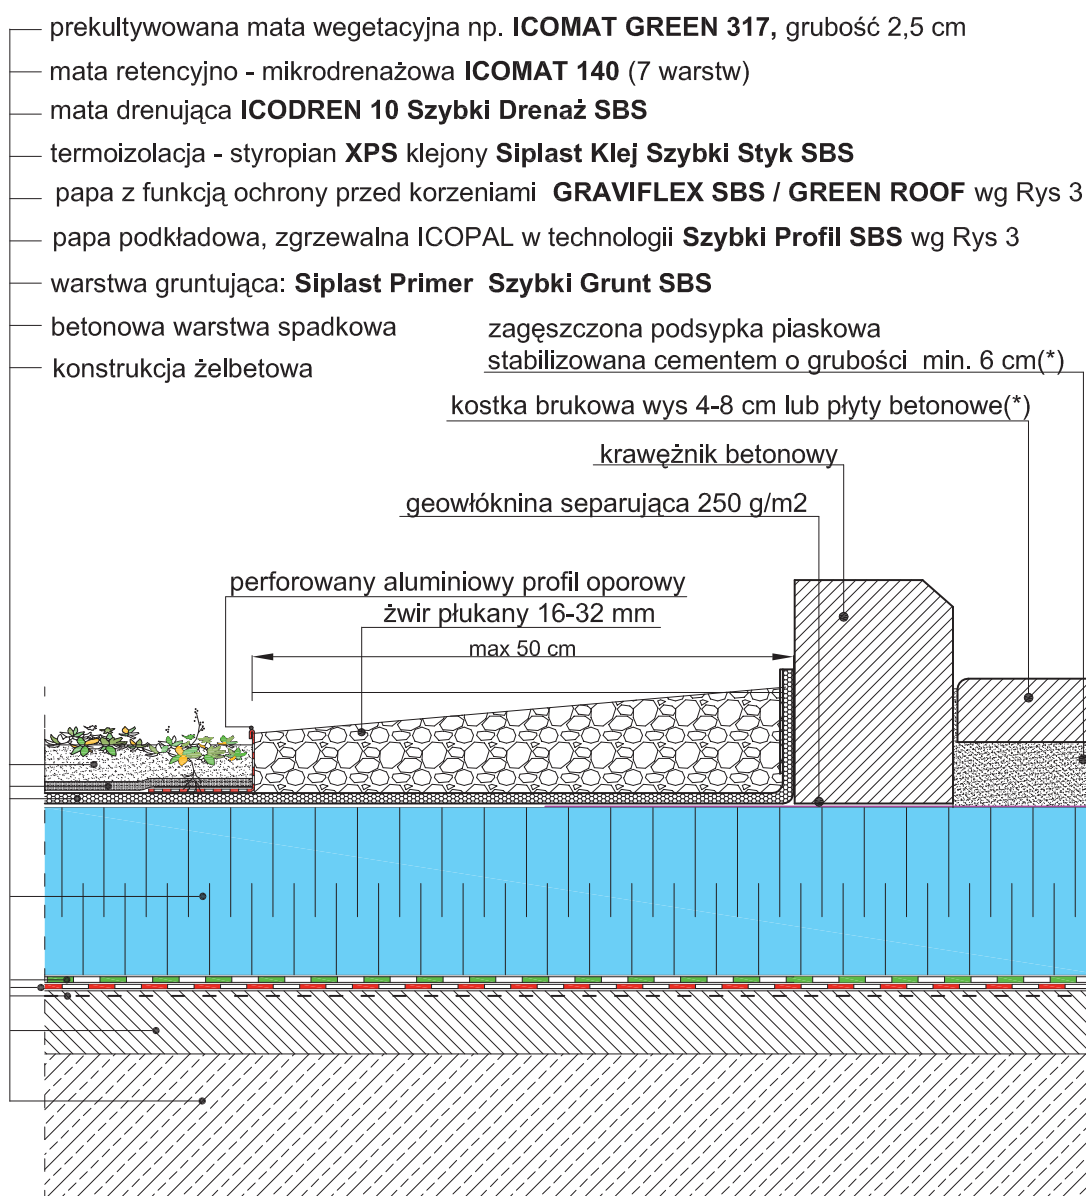 prekultywowana mata wegetacyjna np. ICOMAT GREEN 317, grubość 2,5 cm
mata retencyjno - mikrodrenażowa ICOMAT 140 (7 warstw)
mata drenująca ICODREN 10 Szybki Drenaż SBS
termoizolacja - styropian XPS klejony Siplast Klej Szybki Styk SBS
papa z funkcją ochrony przed korzeniami GRAVIFLEX SBS / GREEN ROOF wg Rys 3
papa podkładowa, zgrzewalna ICOPAL w technologii Szybki Profil SBS wg Rys 3
warstwa gruntująca: Siplast Primer Szybki Grunt SBS
betonowa warstwa spadkowa
konstrukcja żelbetowa
zagęszczona podsypka piaskowa
stabilizowana cementem o grubości min. 6 cm(*)
kostka brukowa wys 4-8 cm lub płyty betonowe(*)
krawężnik betonowy
geowłóknina separująca 250 g/m2
perforowany aluminiowy profil oporowy
żwir płukany 16-32 mm
max 50 cm